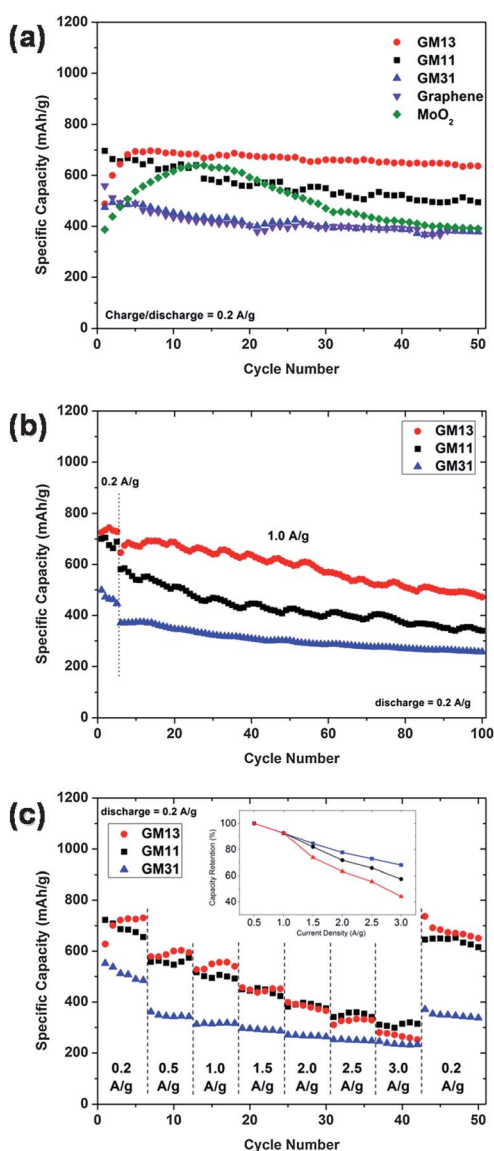 (a)
1200
1000
800
600
400
200
0
Specific Capacity (mAh/g)
GM13
GM11
GM31
Graphene
MoO₂
Charge/discharge = 0.2 A/g
0 10 20 30 40 50
Cycle Number
(b)
1200
1000
800
600
400
200
0
Specific Capacity (mAh/g)
GM13
GM11
GM31
0.2 A/g
1.0 A/g
discharge = 0.2 A/g
0 20 40 60 80 100
Cycle Number
(c)
1200
1000
800
600
400
200
0
Specific Capacity (mAh/g)
discharge = 0.2 A/g
GM13
GM11
GM31
Capacity Retention (%)
100
80
60
40
0.5 1.0 1.5 2.0 2.5 3.0
Current Density (A/g)
0.2 0.5 1.0 1.5 2.0 2.5 3.0 0.2
A/g A/g A/g A/g A/g A/g A/g A/g
0 10 20 30 40 50
Cycle Number